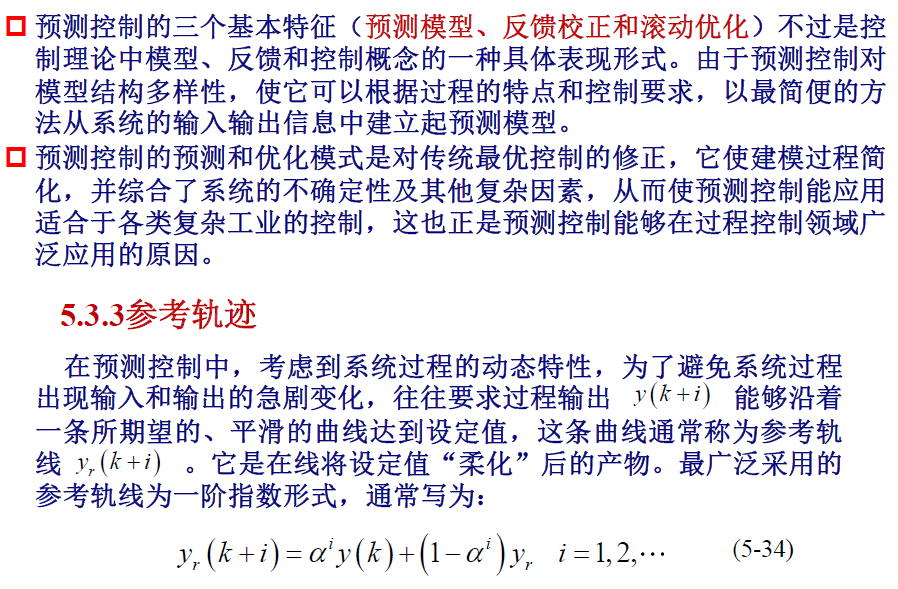 预测控制的三个基本特征（预测模型、反馈校正和滚动优化）不过是控
制理论中模型、反馈和控制概念的一种具体表现形式。由于预测控制对
模型结构多样性，使它可以根据过程的特点和控制要求，以最简便的方
法从系统的输入输出信息中建立起预测模型。
预测控制的预测和优化模式是对传统最优控制的修正，它使建模过程简
化，并综合了系统的不确定性及其他复杂因素，从而使预测控制能应用
适合于各类复杂工业的控制，这也正是预测控制能够在过程控制领域广
泛应用的原因。
5.3.3参考轨迹
在预测控制中，考虑到系统过程的动态特性，为了避免系统过程
出现输入和输出的急剧变化，往往要求过程输出 y(k+i) 能够沿着
一条所期望的、平滑的曲线达到设定值，这条曲线通常称为参考轨
线 y_r(k+i) 。它是在线将设定值“柔化”后的产物。最广泛采用的
参考轨线为一阶指数形式，通常写为：
y_r(k+i)=α^i y(k)+(1−α^i)y_r i=1,2,⋯ (5-34)